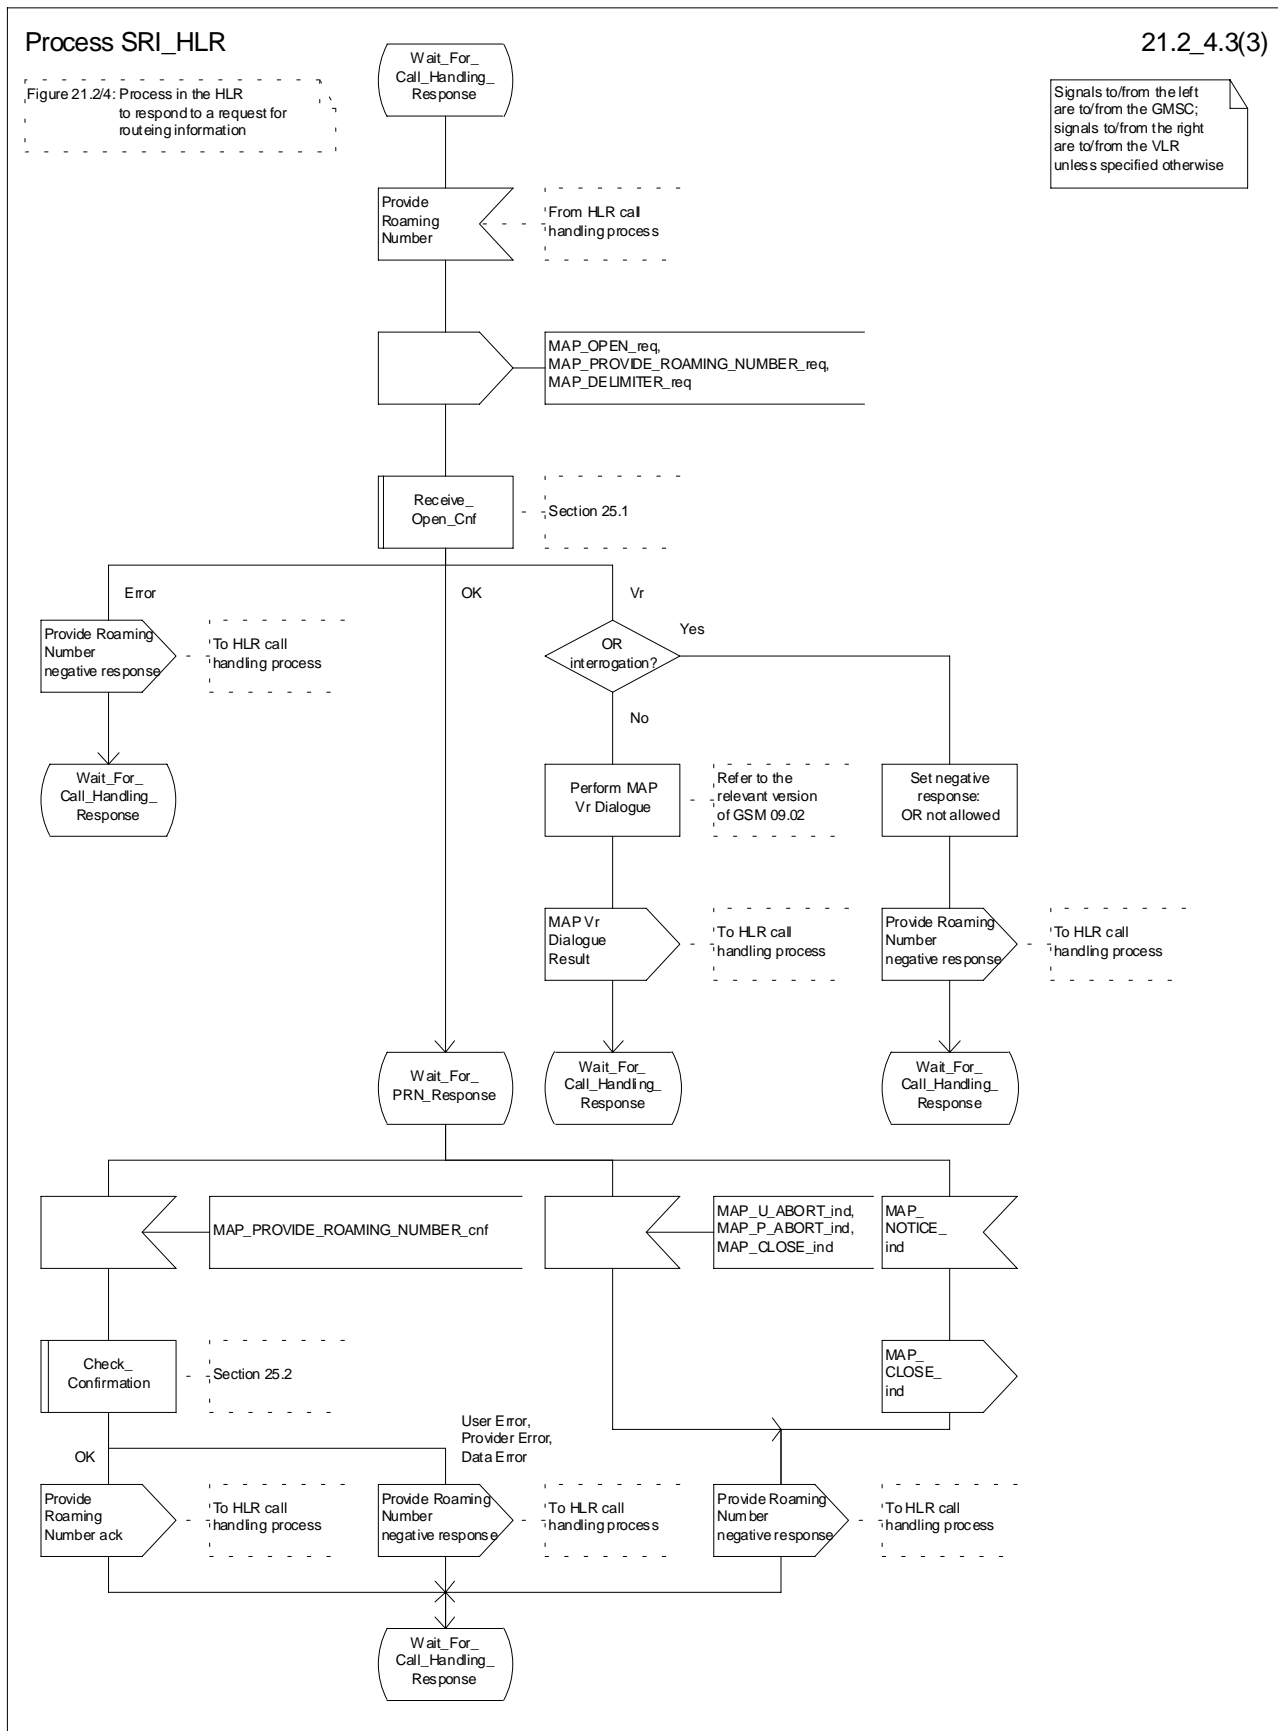 Process SRI_HLR
21.2_4.3(3)
Figure 21.2/4: Process in the HLR
to respond to a request for
routeing information
Signals to/from the left
are to/from the GMSC;
signals to/from the right
are to/from the VLR
unless specified otherwise
Wait_For_
Call_Handling_
Response
Provide
Roaming
Number
From HLR call
handling process
MAP_OPEN_req,
MAP_PROVIDE_ROAMING_NUMBER_req,
MAP_DELIMITER_req
Receive_
Open_Cnf
Section 25.1
Error
OK
Vr
Provide Roaming
Number
negative response
To HLR call
handling process
OR
interrogation?
Yes
No
Wait_For_
Call_Handling_
Response
Perform MAP
Vr Dialogue
Refer to the
relevant version
of GSM 09.02
Set negative
response:
OR not allowed
MAP Vr
Dialogue
Result
To HLR call
handling process
Provide Roaming
Number
negative response
To HLR call
handling process
Wait_For_
PRN_Response
Wait_For_
Call_Handling_
Response
Wait_For_
Call_Handling_
Response
MAP_PROVIDE_ROAMING_NUMBER_cnf
MAP_U_ABORT_ind,
MAP_P_ABORT_ind,
MAP_CLOSE_ind
MAP_
NOTICE_
ind
Check_
Confirmation
Section 25.2
MAP_
CLOSE_
ind
OK
User Error,
Provider Error,
Data Error
Provide
Roaming
Number ack
To HLR call
handling process
Provide Roaming
Number
negative response
To HLR call
handling process
Provide Roaming
Number
negative response
To HLR call
handling process
Wait_For_
Call_Handling_
Response